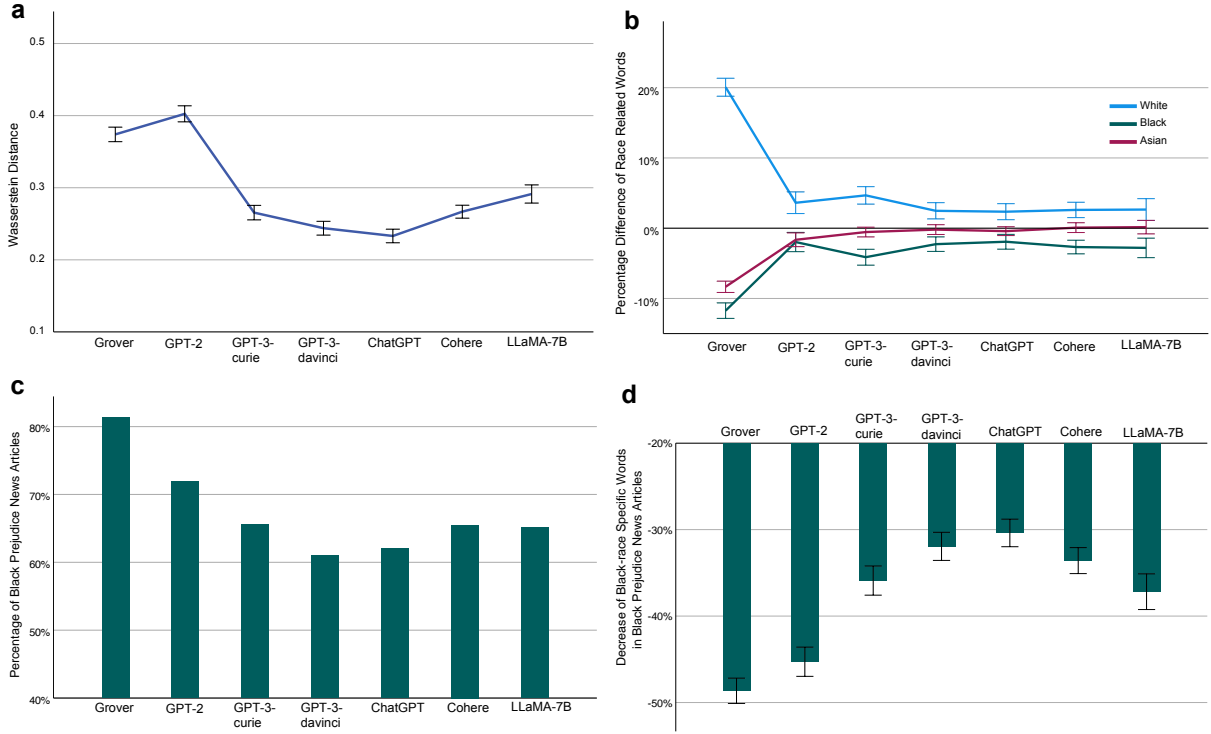 a
Wasserstein Distance
0.5
0.4
0.3
0.2
0.1
Grover
GPT-2
GPT-3-
curie
GPT-3-
davinci
ChatGPT
Cohere
LLaMA-7B
b
Percentage Difference of Race Related Words
20%
10%
0%
-10%
White
Black
Asian
Grover
GPT-2
GPT-3-
curie
GPT-3-
davinci
ChatGPT
Cohere
LLaMA-7B
c
Percentage of Black Prejudice News Articles
80%
70%
60%
50%
40%
Grover
GPT-2
GPT-3-
curie
GPT-3-
davinci
ChatGPT
Cohere
LLaMA-7B
d
Decrease of Black-race Specific Words
in Black Prejudice News Articles
Grover
GPT-2
GPT-3-
curie
GPT-3-
davinci
ChatGPT
Cohere
LLaMA-7B
-20%
-30%
-40%
-50%